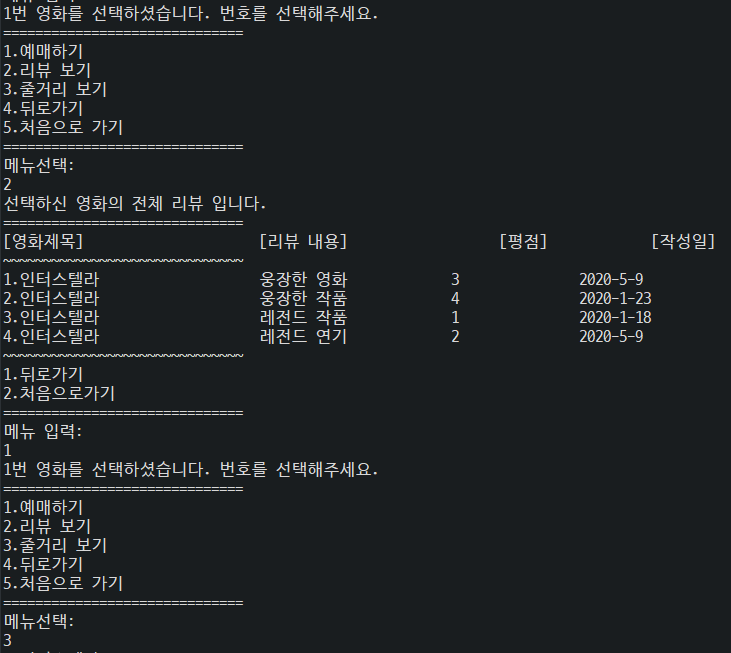 1번 영화를 선택하셨습니다. 번호를 선택해주세요.
==============================
1.예매하기
2.리뷰 보기
3.줄거리 보기
4.뒤로가기
5.처음으로 가기
==============================
메뉴선택:
2
선택하신 영화의 전체 리뷰 입니다.
==============================
[영화제목] [리뷰 내용] [평점] [작성일]
~~~~~~~~~~~~~~~~~~~~~~~~~~~~~~
1.인터스텔라 웅장한 영화 3 2020-5-9
2.인터스텔라 웅장한 작품 4 2020-1-23
3.인터스텔라 레전드 작품 1 2020-1-18
4.인터스텔라 레전드 연기 2 2020-5-9
~~~~~~~~~~~~~~~~~~~~~~~~~~~~~~
1.뒤로가기
2.처음으로가기
==============================
메뉴 입력:
1
1번 영화를 선택하셨습니다. 번호를 선택해주세요.
==============================
1.예매하기
2.리뷰 보기
3.줄거리 보기
4.뒤로가기
5.처음으로 가기
==============================
메뉴선택:
3